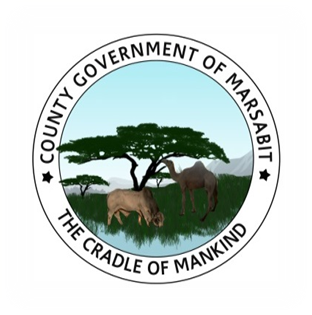 COUNTY GOVERNMENT OF MARSABIT
THE CRADLE OF MANKIND